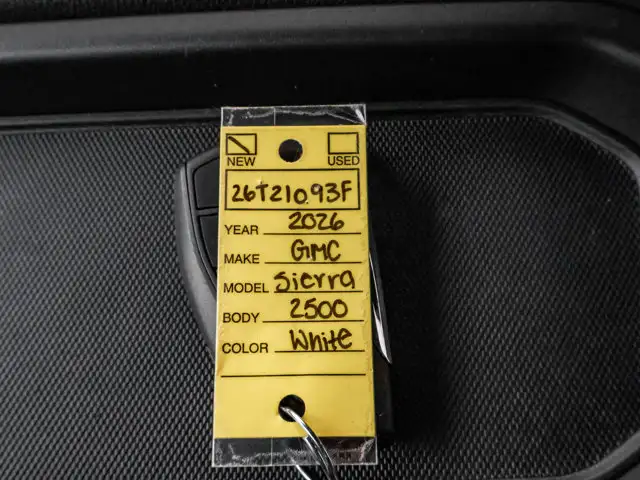 NEW USED
26T21093F
YEAR 2026
MAKE GMC
MODEL Sierra
BODY 2500
COLOR White